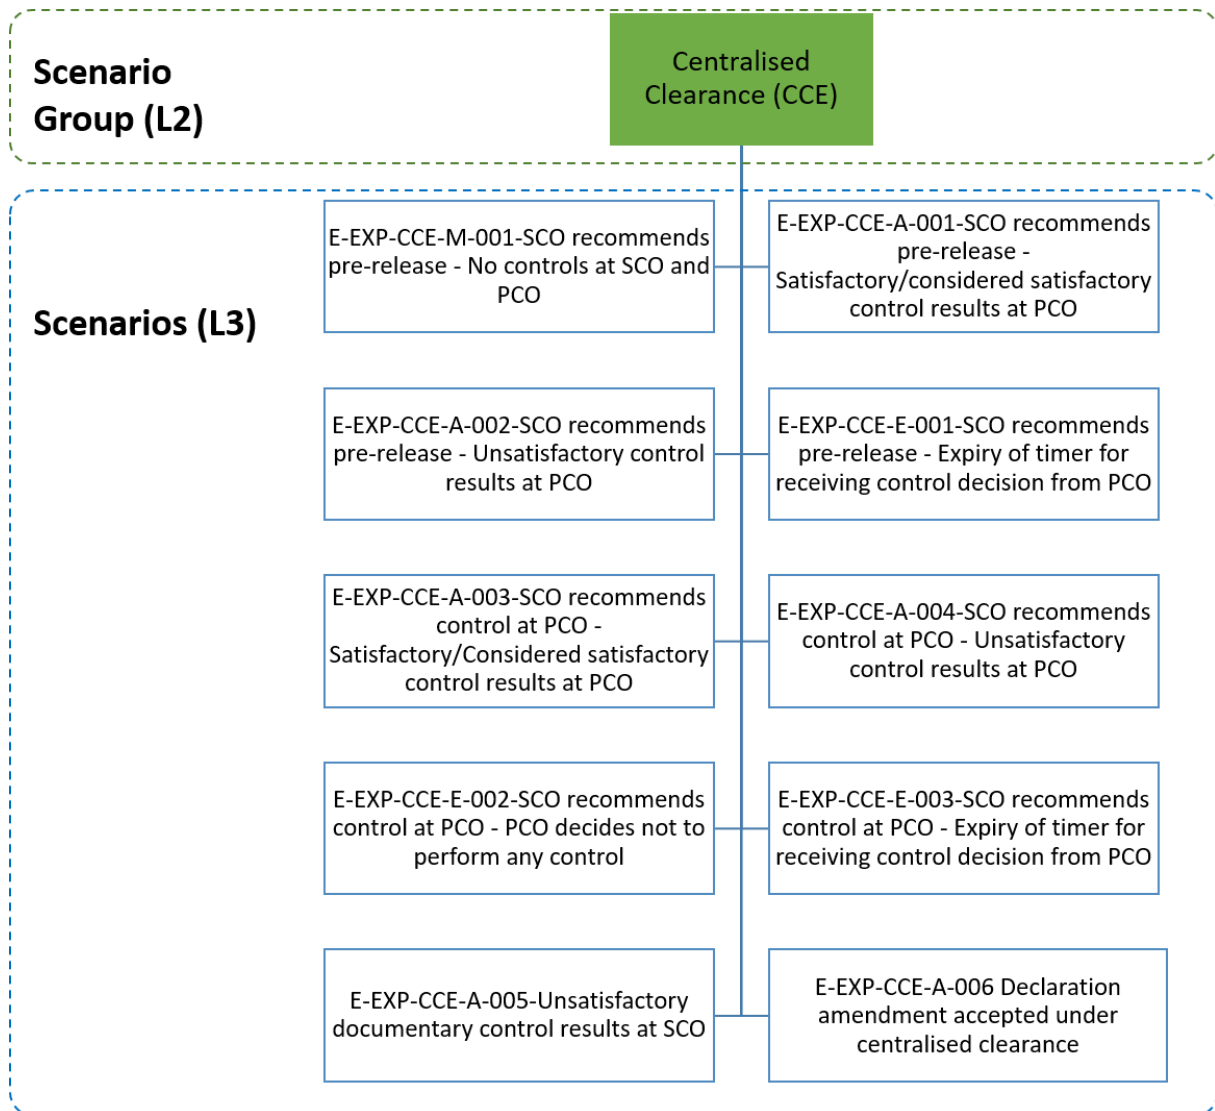 Scenario
Group (L2)
Centralised
Clearance (CCE)
Scenarios (L3)
E-EXP-CCE-M-001-SCO recommends
pre-release - No controls at SCO and
PCO
E-EXP-CCE-A-001-SCO recommends
pre-release -
Satisfactory/considered satisfactory
control results at PCO
E-EXP-CCE-A-002-SCO recommends
pre-release - Unsatisfactory control
results at PCO
E-EXP-CCE-E-001-SCO recommends
pre-release - Expiry of timer for
receiving control decision from PCO
E-EXP-CCE-A-003-SCO recommends
control at PCO -
Satisfactory/Considered satisfactory
control results at PCO
E-EXP-CCE-A-004-SCO recommends
control at PCO - Unsatisfactory
control results at PCO
E-EXP-CCE-E-002-SCO recommends
control at PCO - PCO decides not to
perform any control
E-EXP-CCE-E-003-SCO recommends
control at PCO - Expiry of timer for
receiving control decision from PCO
E-EXP-CCE-A-005-Unsatisfactory
documentary control results at SCO
E-EXP-CCE-A-006 Declaration
amendment accepted under
centralised clearance